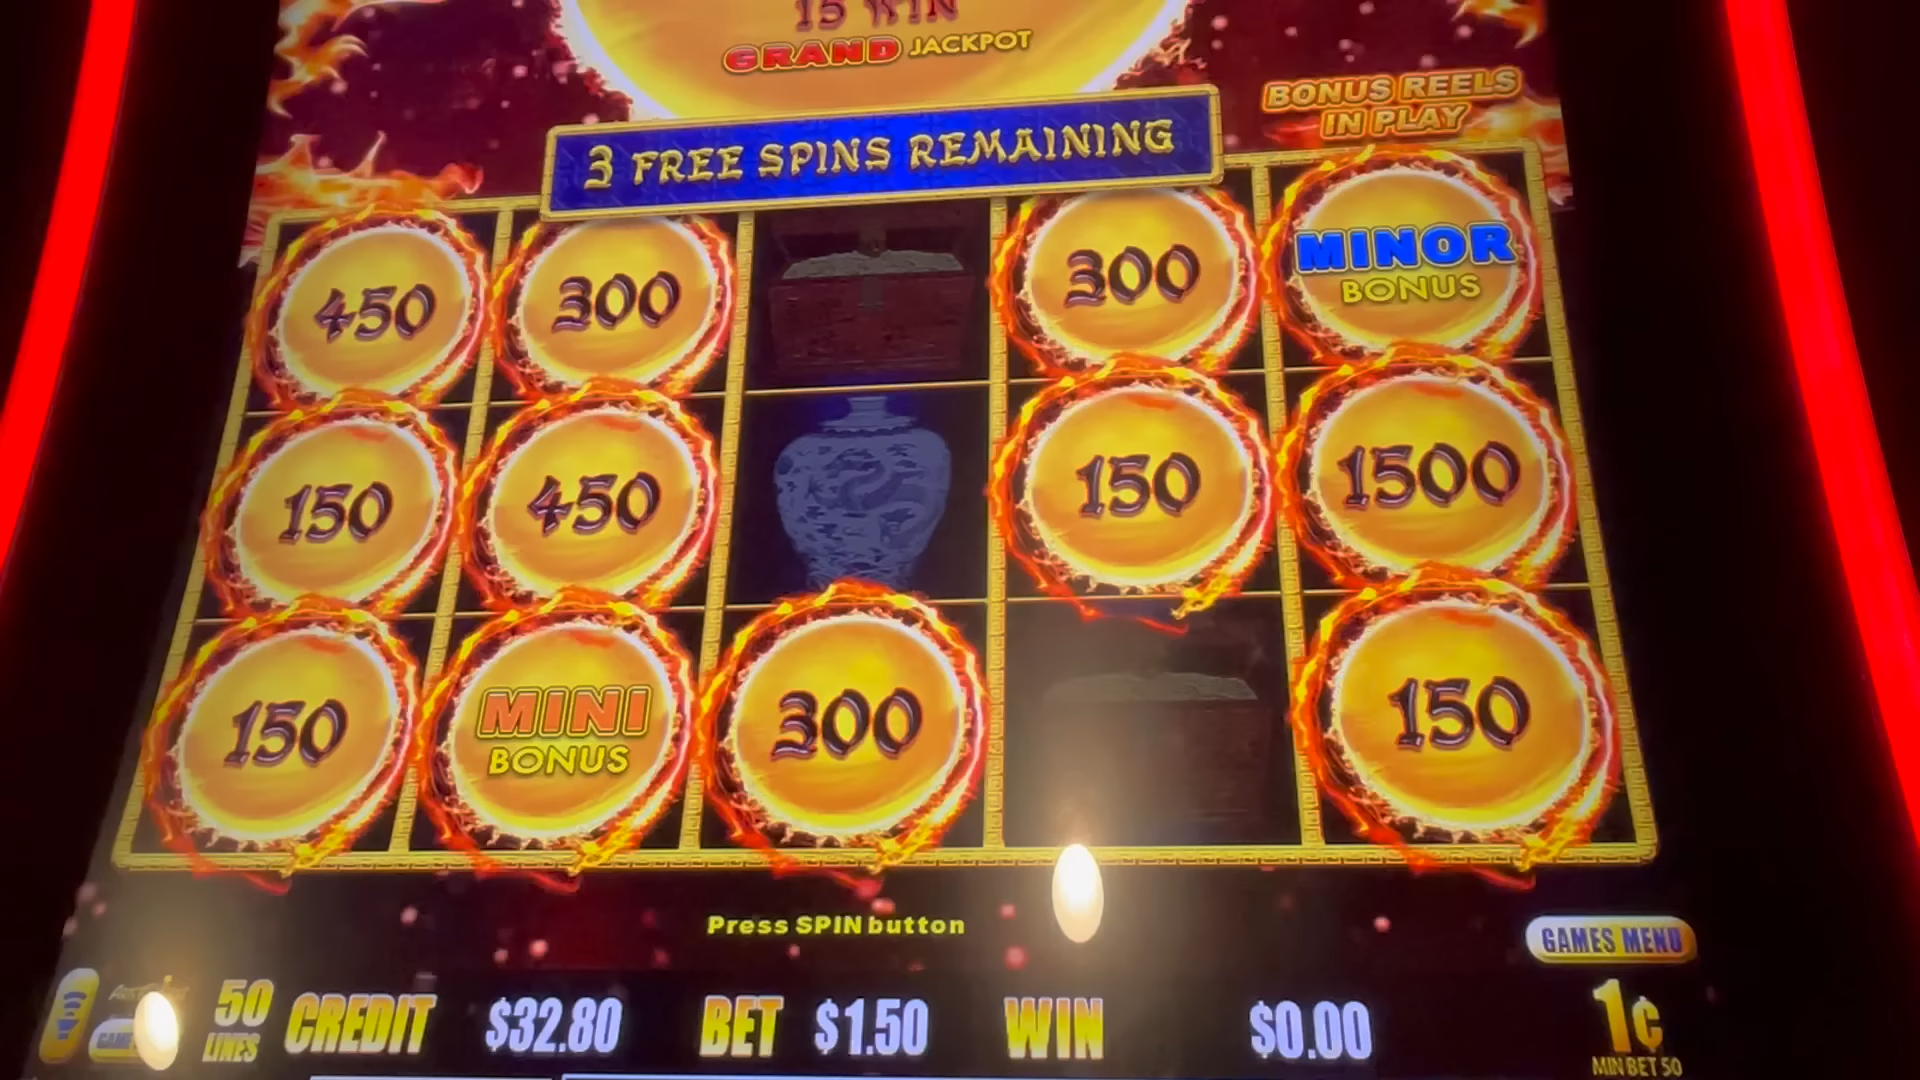 15 WIN
GRAND JACKPOT
BONUS REELS
IN PLAY
3 FREE SPINS REMAINING
450 300 300 MINOR BONUS
150 450 150 1500
150 MINI BONUS 300 150
Press SPIN button
GAMES MENU
50 LINES CREDIT $32.80 BET $1.50 WIN $0.00 1¢
MIN BET 50